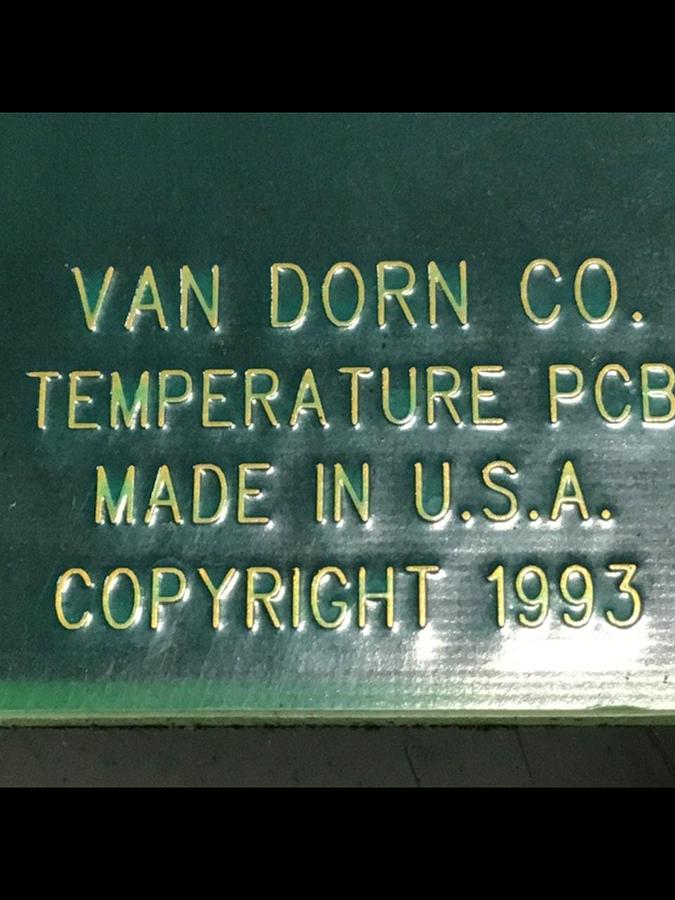 VAN DORN CO.
TEMPERATURE PCB
MADE IN U.S.A.
COPYRIGHT 1993